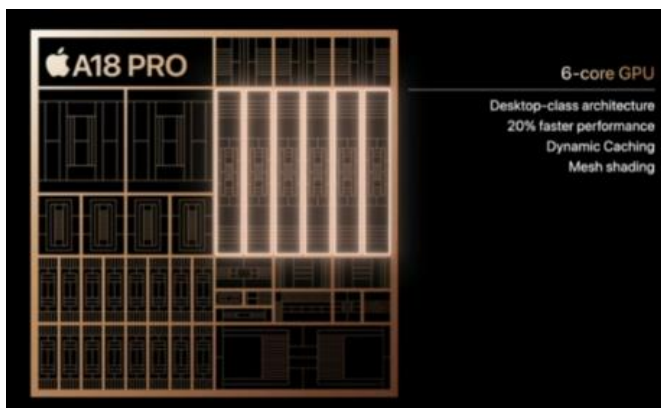 A18 PRO
6-core GPU
Desktop-class architecture
20% faster performance
Dynamic Caching
Mesh shading